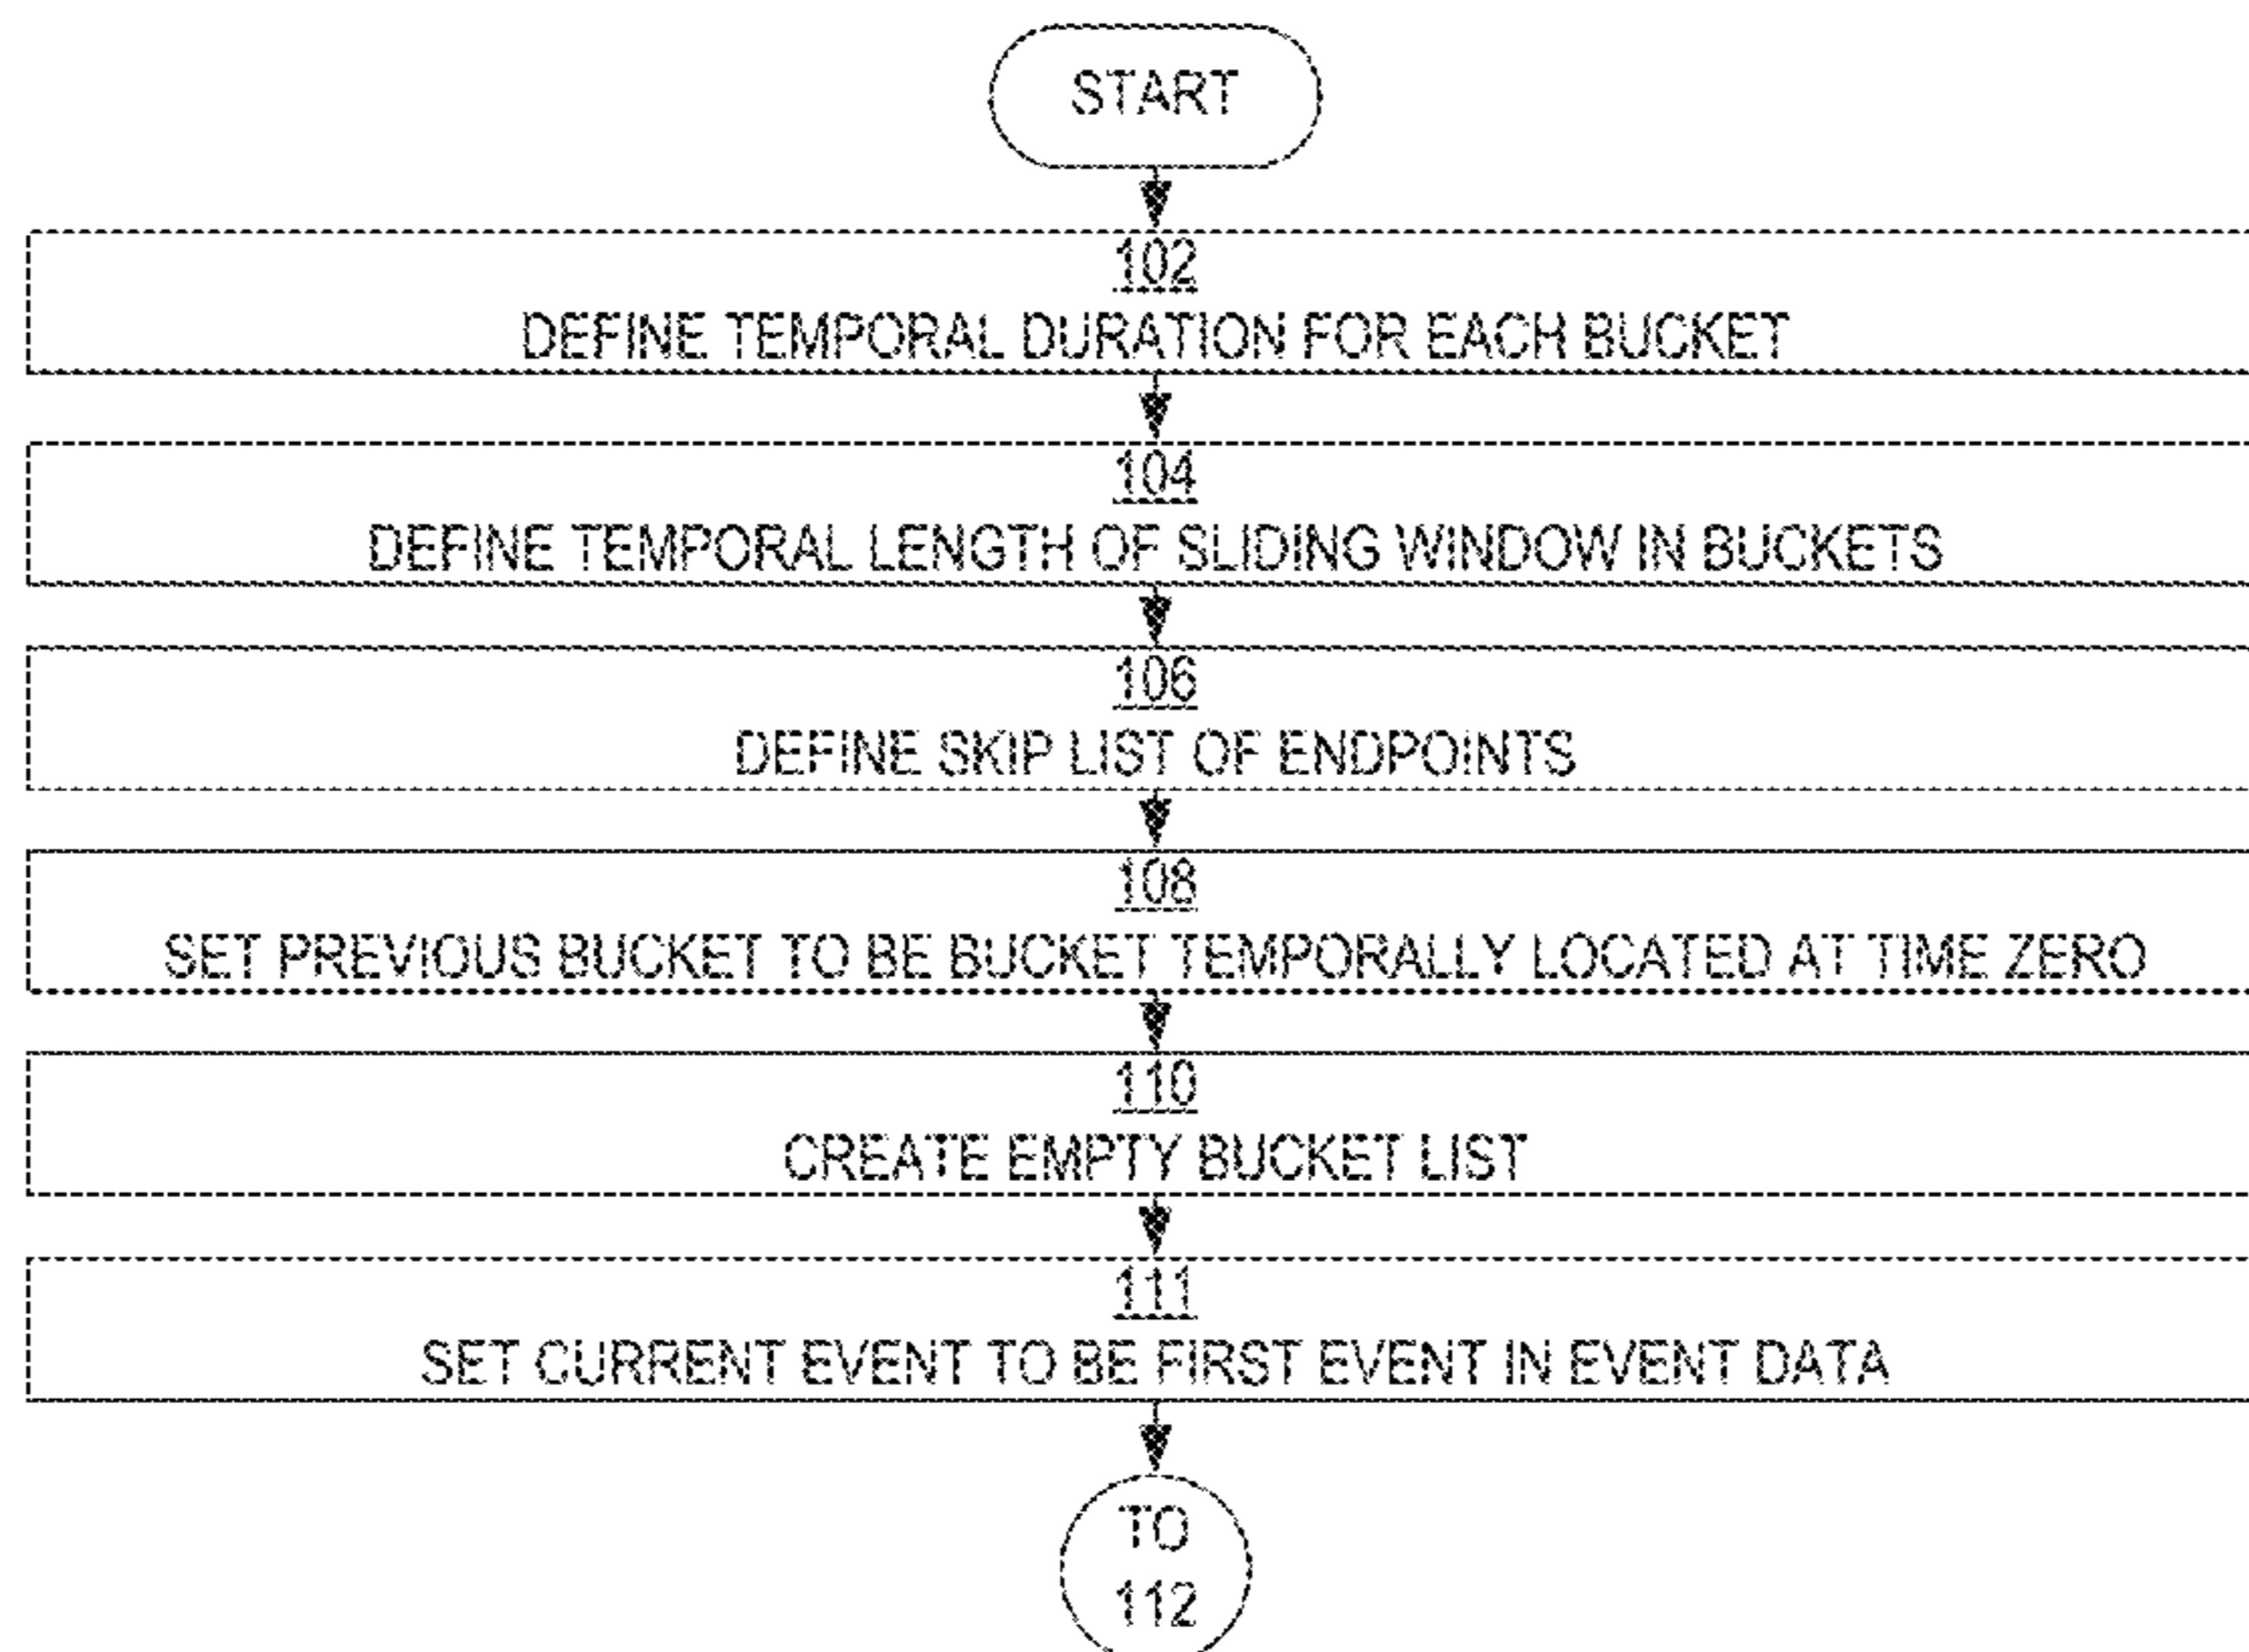 START
102
DEFINE TEMPORAL DURATION FOR EACH BUCKET
104
DEFINE TEMPORAL LENGTH OF SLIDING WINDOW IN BUCKETS
106
DEFINE SKIP LIST OF ENDPOINTS
108
SET PREVIOUS BUCKET TO BE BUCKET TEMPORALLY LOCATED AT TIME ZERO
110
CREATE EMPTY BUCKET LIST
111
SET CURRENT EVENT TO BE FIRST EVENT IN EVENT DATA
TO
112